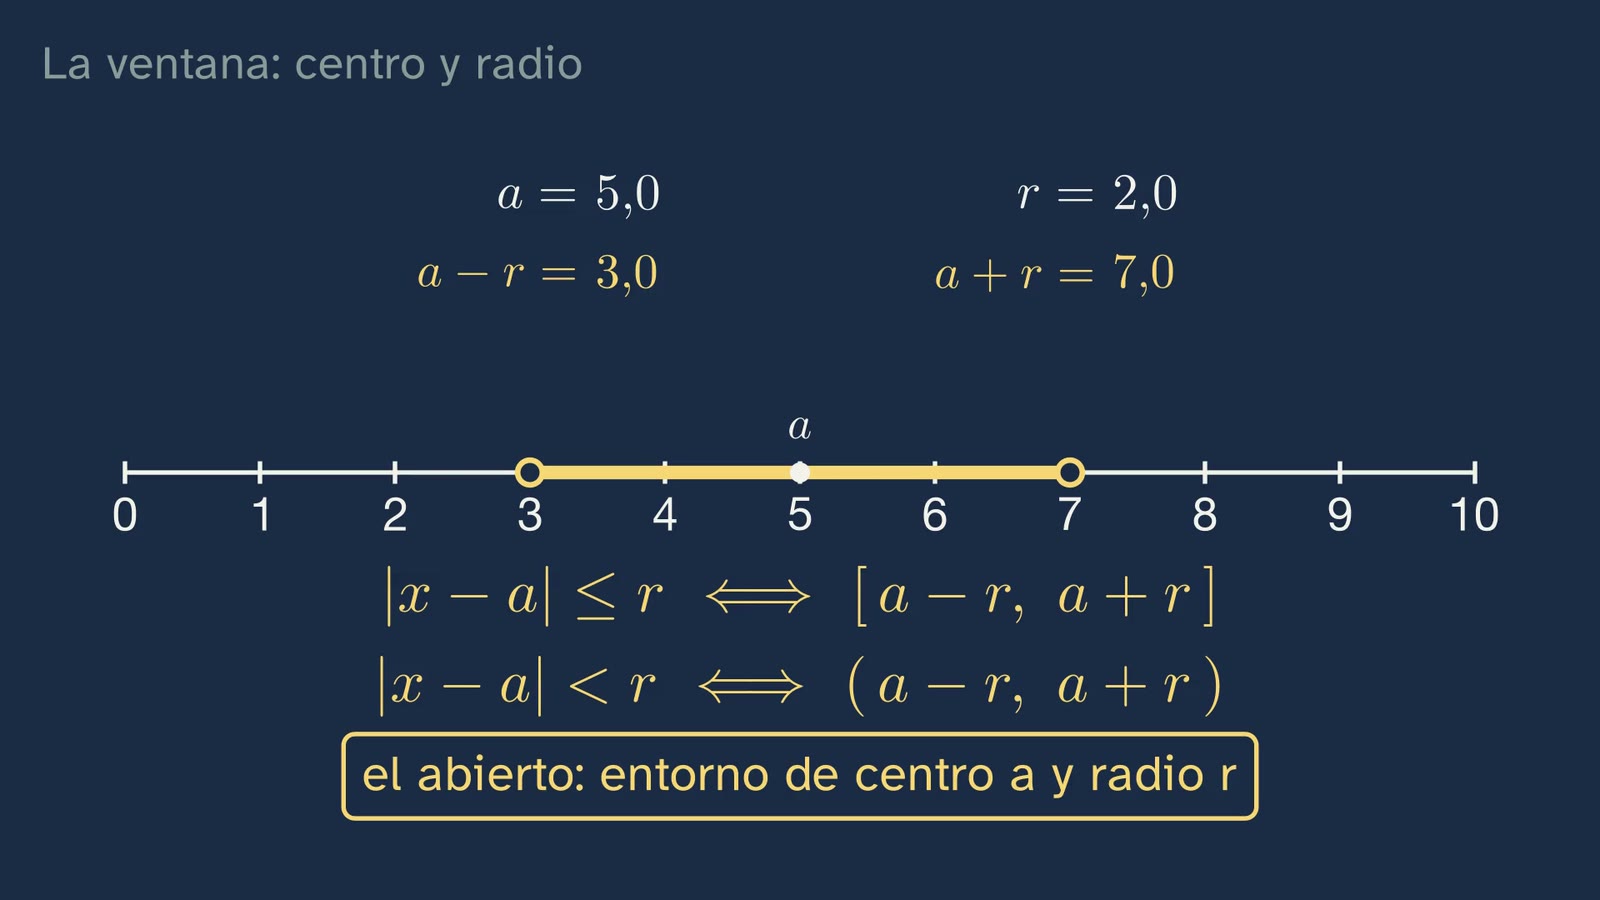 La ventana: centro y radio
a = 5,0 r = 2,0
a − r = 3,0 a + r = 7,0
a
0 1 2 3 4 5 6 7 8 9 10
|x − a| ≤ r ⟺ [ a − r, a + r ]
|x − a| < r ⟺ ( a − r, a + r )
el abierto: entorno de centro a y radio r